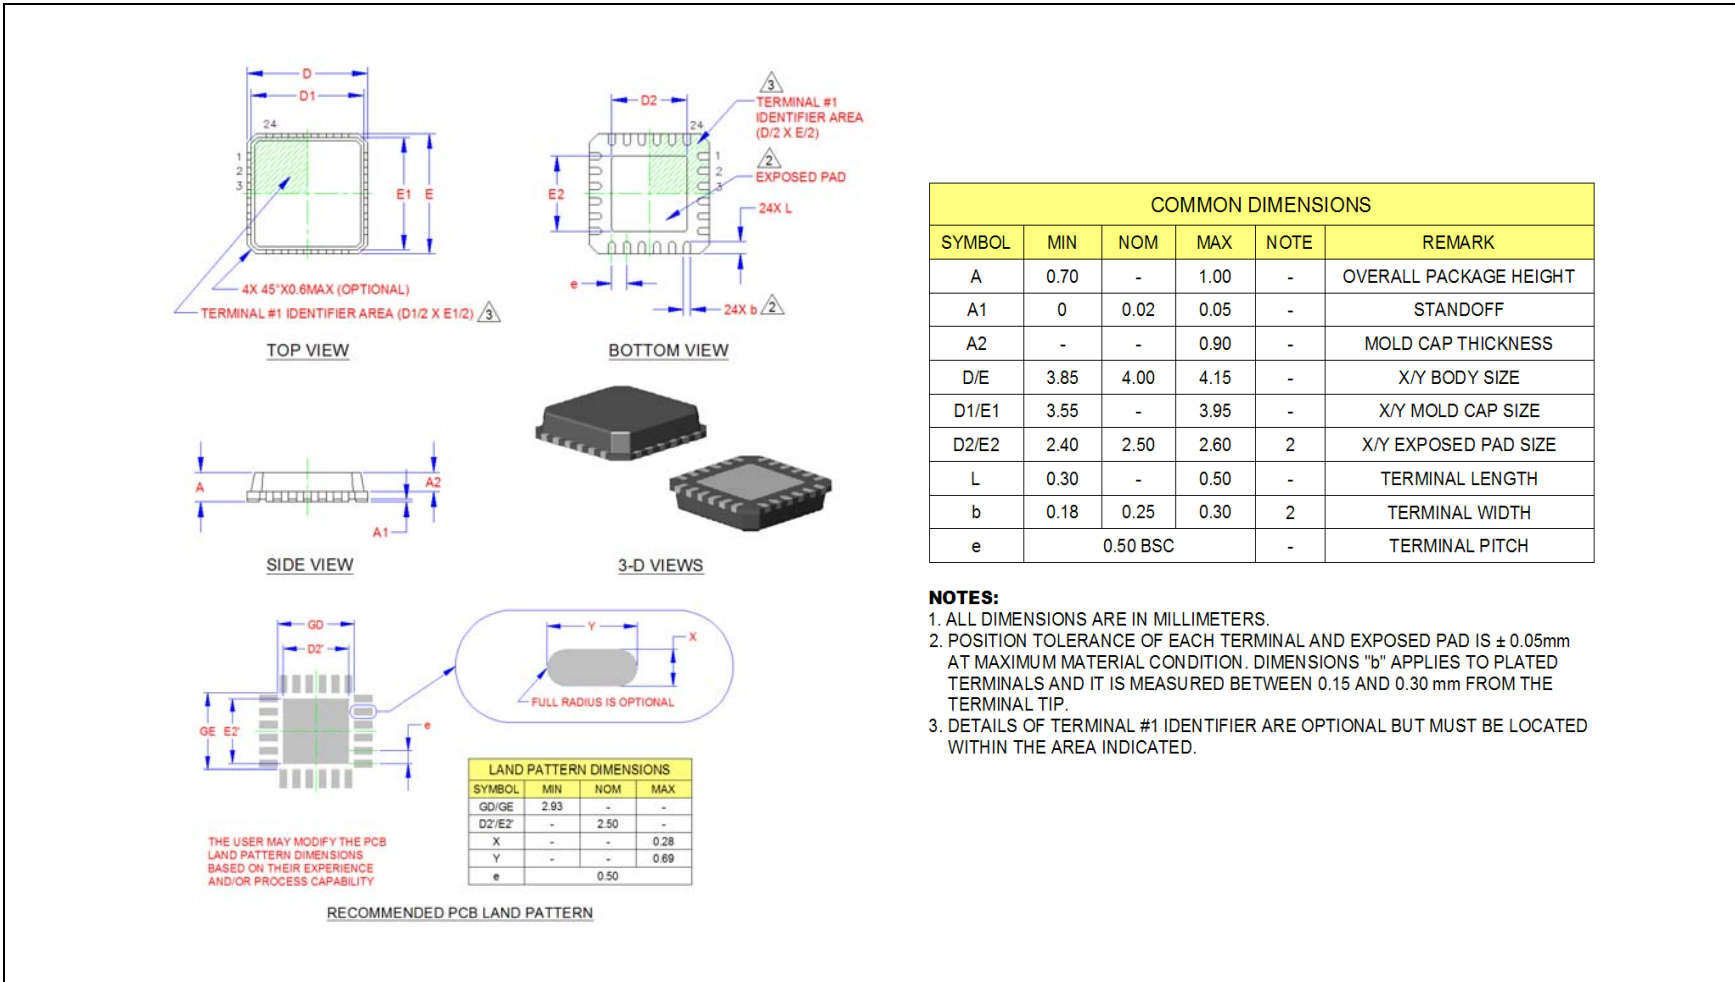 D
D1
24
1
2
3
E1
E
4X 45°X0.6MAX (OPTIONAL)
TERMINAL #1 IDENTIFIER AREA (D1/2 X E1/2) 3
TOP VIEW
D2
3
TERMINAL #1
IDENTIFIER AREA
(D/2 X E/2)
24
1
2
3
2
EXPOSED PAD
E2
24X L
e
24X b 2
BOTTOM VIEW
A
A2
A1
SIDE VIEW
3-D VIEWS
GD
D2'
GE
E2'
e
Y
X
FULL RADIUS IS OPTIONAL
LAND PATTERN DIMENSIONS
SYMBOL MIN NOM MAX
GD/GE 2.93 - -
D2'/E2' - 2.50 -
X - - 0.28
Y - - 0.69
e 0.50
THE USER MAY MODIFY THE PCB
LAND PATTERN DIMENSIONS
BASED ON THEIR EXPERIENCE
AND/OR PROCESS CAPABILITY
RECOMMENDED PCB LAND PATTERN
COMMON DIMENSIONS
SYMBOL MIN NOM MAX NOTE REMARK
A 0.70 - 1.00 - OVERALL PACKAGE HEIGHT
A1 0 0.02 0.05 - STANDOFF
A2 - - 0.90 - MOLD CAP THICKNESS
D/E 3.85 4.00 4.15 - X/Y BODY SIZE
D1/E1 3.55 - 3.95 - X/Y MOLD CAP SIZE
D2/E2 2.40 2.50 2.60 2 X/Y EXPOSED PAD SIZE
L 0.30 - 0.50 - TERMINAL LENGTH
b 0.18 0.25 0.30 2 TERMINAL WIDTH
e 0.50 BSC - TERMINAL PITCH
NOTES:
1. ALL DIMENSIONS ARE IN MILLIMETERS.
2. POSITION TOLERANCE OF EACH TERMINAL AND EXPOSED PAD IS ± 0.05mm
AT MAXIMUM MATERIAL CONDITION. DIMENSIONS "b" APPLIES TO PLATED
TERMINALS AND IT IS MEASURED BETWEEN 0.15 AND 0.30 mm FROM THE
TERMINAL TIP.
3. DETAILS OF TERMINAL #1 IDENTIFIER ARE OPTIONAL BUT MUST BE LOCATED
WITHIN THE AREA INDICATED.